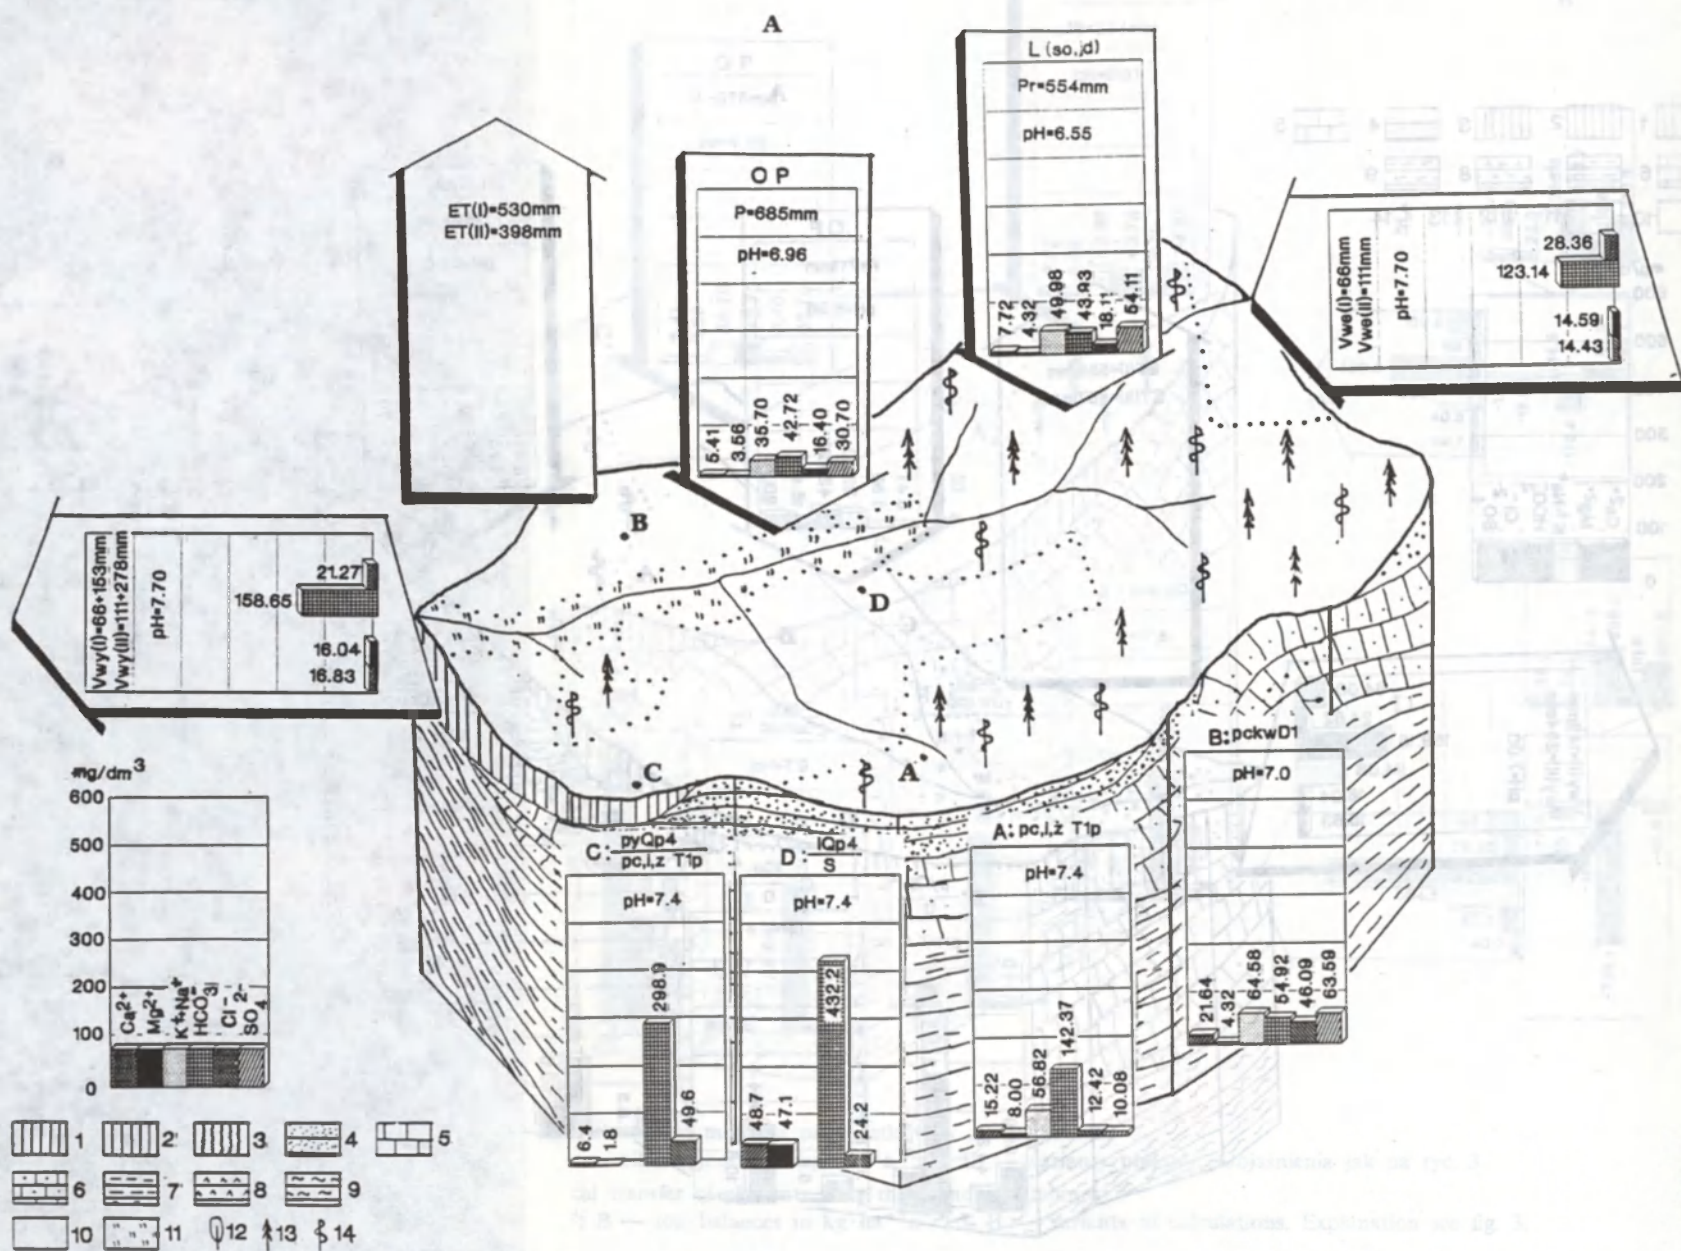 A
L (so,jd)
Pr=554mm
pH=6.55
7.72
4.32
49.98
43.93
18.11
54.11
O P
P=685mm
pH=6.96
5.41
3.56
35.70
42.72
16.40
30.70
ET(I)=530mm
ET(II)=398mm
Vwe(I)=66mm
Vwe(II)=111mm
pH=7.70
28.36
123.14
14.59
14.43
Vwy(I)=66+153mm
Vwy(II)=111+278mm
pH=7.70
21.27
158.65
16.04
16.83
B
D
C
A
B: pckwD1
pH=7.0
21.64
4.32
64.58
54.92
46.09
63.59
A: pc,i,ż T1p
pH=7.4
15.22
8.00
56.82
142.37
12.42
10.08
C: pyQp4
pc,i,ż T1p
pH=7.4
6.4
1.8
298.9
49.6
D: lQp4
S
pH=7.4
48.7
47.1
432.2
24.2
mg/dm³
600
500
400
300
200
100
0
Ca²⁺
Mg²⁺
K⁺+Na⁺
HCO₃⁻
Cl⁻
SO₄²⁻
1 2 3 4 5
6 7 8 9
10 11 12 13 14